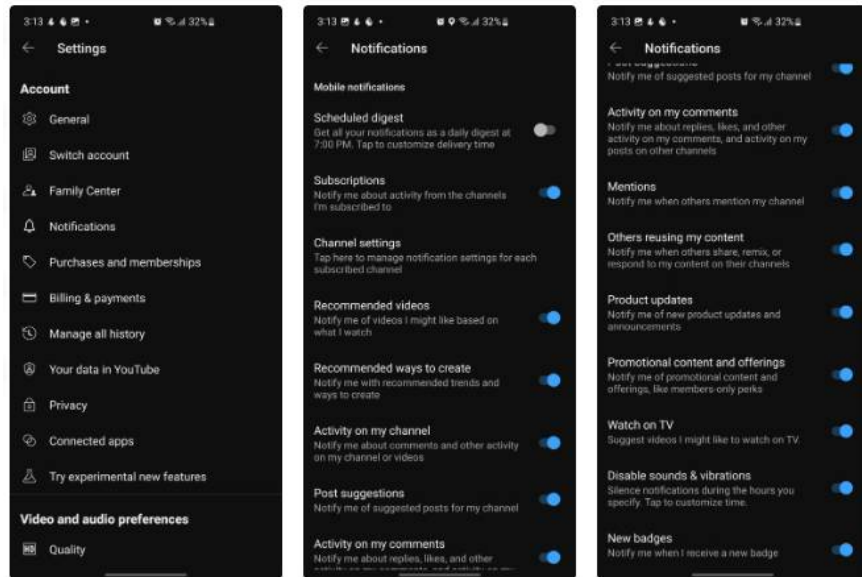 3:13
32%
Settings
Account
General
Switch account
Family Center
Notifications
Purchases and memberships
Billing & payments
Manage all history
Your data in YouTube
Privacy
Connected apps
Try experimental new features
Video and audio preferences
HD
Quality
3:13
32%
Notifications
Mobile notifications
Scheduled digest
Get all your notifications as a daily digest at
7:00 PM. Tap to customize delivery time
Subscriptions
Notify me about activity from the channels
I'm subscribed to
Channel settings
Tap here to manage notification settings for each
subscribed channel
Recommended videos
Notify me of videos I might like based on
what I watch
Recommended ways to create
Notify me with recommended trends and
ways to create
Activity on my channel
Notify me about comments and other activity
on my channel or videos
Post suggestions
Notify me of suggested posts for my channel
Activity on my comments
Notify me about replies, likes, and other
3:13
32%
Notifications
Notify me of suggested posts for my channel
Activity on my comments
Notify me about replies, likes, and other
activity on my comments, and activity on my
posts on other channels
Mentions
Notify me when others mention my channel
Others reusing my content
Notify me when others share, remix, or
respond to my content on their channels
Product updates
Notify me of new product updates and
announcements
Promotional content and offerings
Notify me of promotional content and
offerings, like members-only perks
Watch on TV
Suggest videos I might like to watch on TV
Disable sounds & vibrations
Silence notifications during the hours you
specify. Tap to customize time.
New badges
Notify me when I receive a new badge